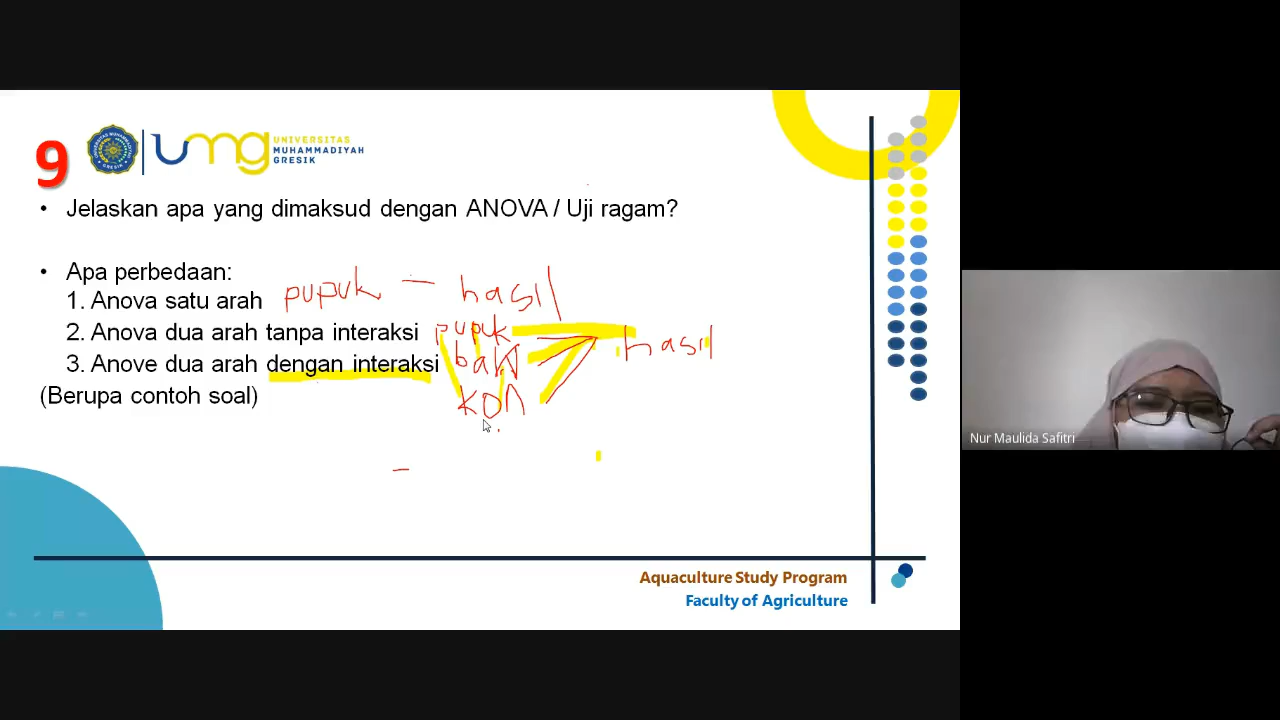 9
umg UNIVERSITAS
MUHAMMADIYAH
GRESIK
• Jelaskan apa yang dimaksud dengan ANOVA / Uji ragam?
• Apa perbedaan:
1. Anova satu arah pupuk — hasil
2. Anova dua arah tanpa interaksi pupuk
hasil
3. Anove dua arah dengan interaksi
kon
(Berupa contoh soal)
Nur Maulida Safitri
Aquaculture Study Program
Faculty of Agriculture